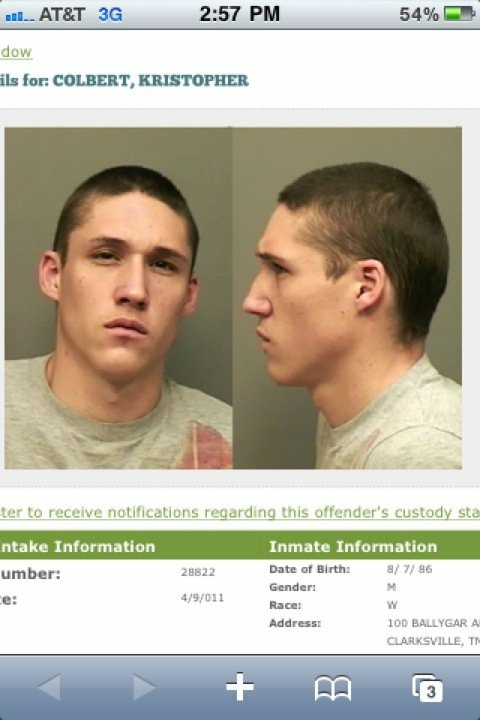 AT&T 3G 2:57 PM 54%
dow
ils for: COLBERT, KRISTOPHER
ster to receive notifications regarding this offender's custody sta
ntake Information Inmate Information
umber: 28822
te: 4/9/011
Date of Birth: 8/ 7/ 86
Gender: M
Race: W
Address: 100 BALLYGAR A
CLARKSVILLE, TN
3